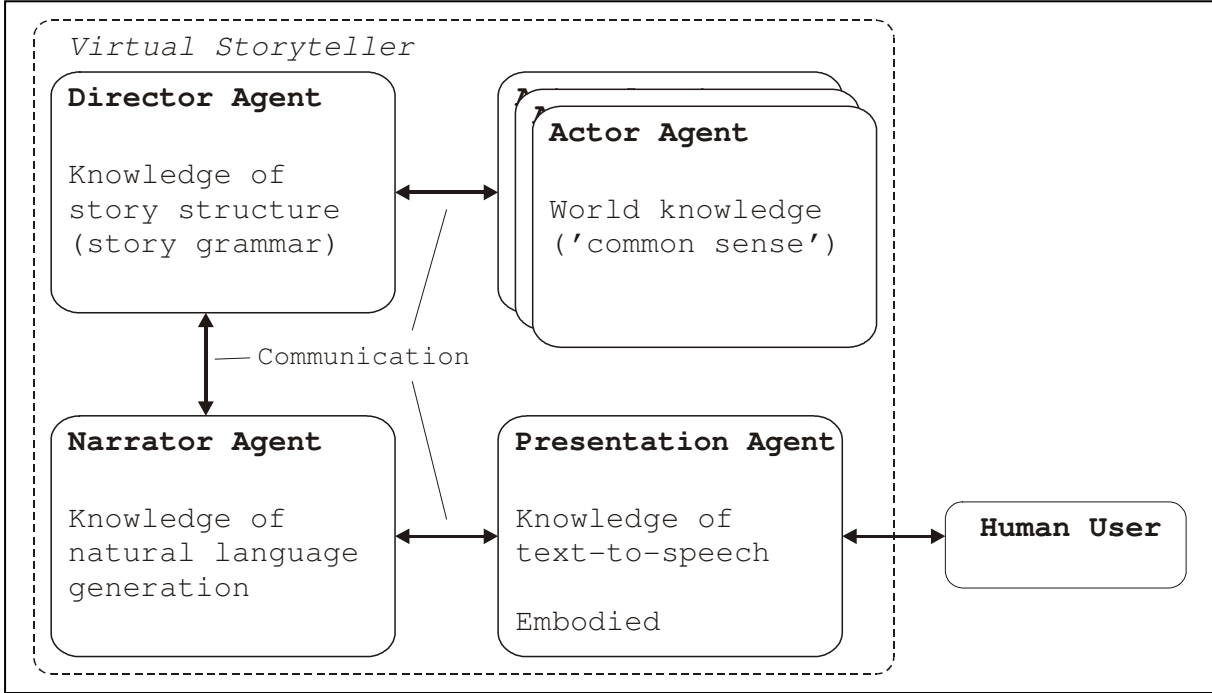 Virtual Storyteller
Director Agent
Knowledge of
story structure
(story grammar)
Actor Agent
World knowledge
('common sense')
Communication
Narrator Agent
Knowledge of
natural language
generation
Presentation Agent
Knowledge of
text-to-speech
Embodied
Human User